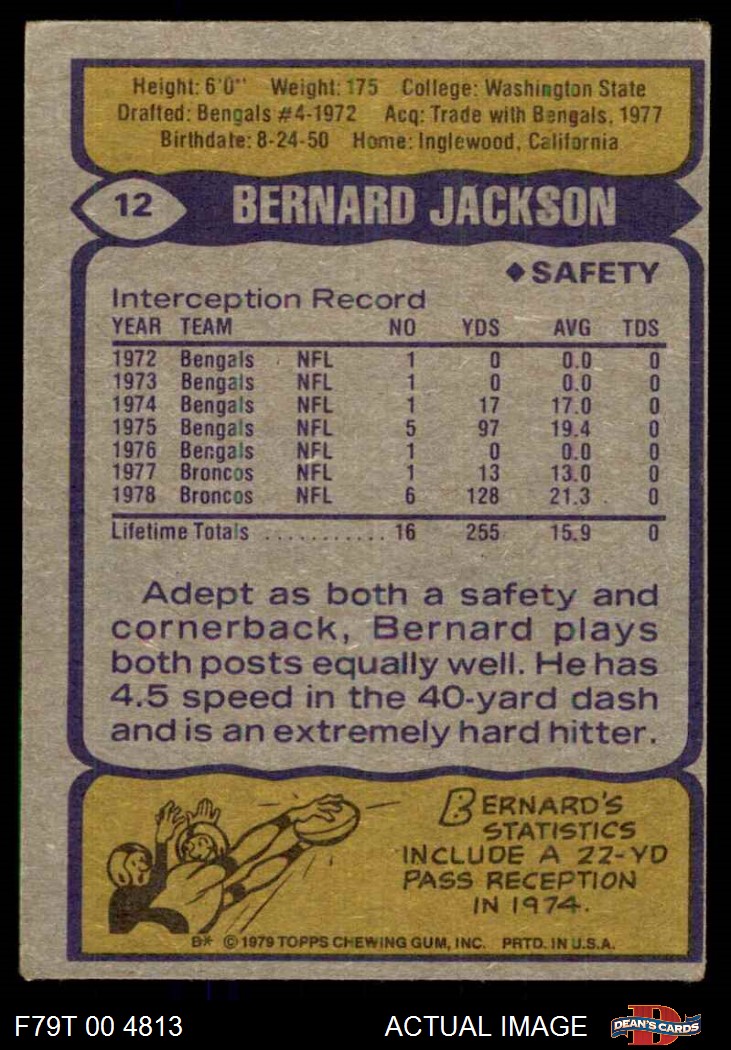 Height: 6'0" Weight: 175 College: Washington State
Drafted: Bengals #4-1972 Acq: Trade with Bengals, 1977
Birthdate: 8-24-50 Home: Inglewood, California
12 BERNARD JACKSON
◆SAFETY
Interception Record
YEAR TEAM NO YDS AVG TDS
1972 Bengals NFL 1 0 0.0 0
1973 Bengals NFL 1 0 0.0 0
1974 Bengals NFL 1 17 17.0 0
1975 Bengals NFL 5 97 19.4 0
1976 Bengals NFL 1 0 0.0 0
1977 Broncos NFL 1 13 13.0 0
1978 Broncos NFL 6 128 21.3 0
Lifetime Totals ........... 16 255 15.9 0
Adept as both a safety and
cornerback, Bernard plays
both posts equally well. He has
4.5 speed in the 40-yard dash
and is an extremely hard hitter.
BERNARD'S
STATISTICS
INCLUDE A 22-YD
PASS RECEPTION
IN 1974.
B* © 1979 TOPPS CHEWING GUM, INC. PRTD. IN U.S.A.
F79T 00 4813 ACTUAL IMAGE D DEAN'S CARDS